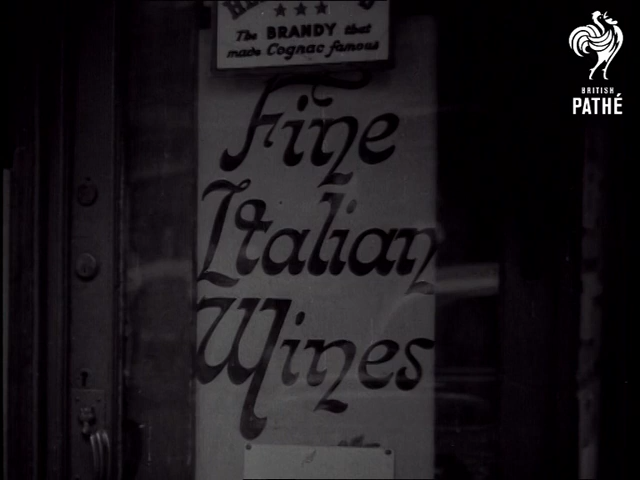 The BRANDY that
made Cognac famous
Fine
Italian
Wines
BRITISH
PATHÉ